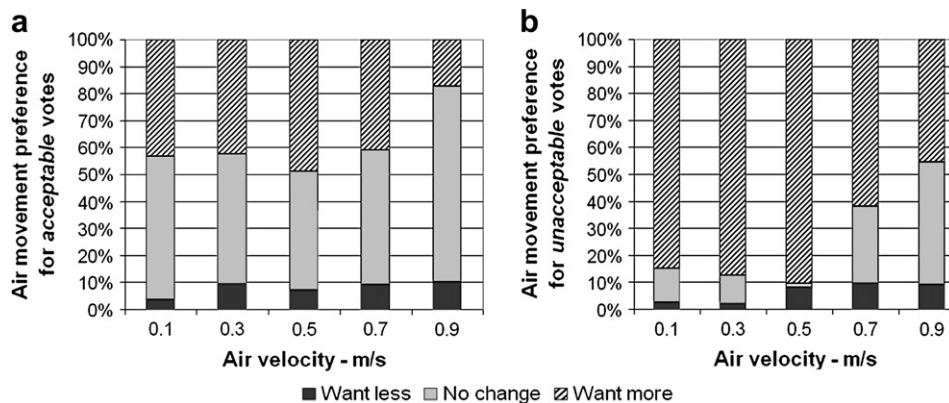 a
Air movement preference
for acceptable votes
100%
90%
80%
70%
60%
50%
40%
30%
20%
10%
0%
0.1 0.3 0.5 0.7 0.9
Air velocity - m/s
b
Air movement preference
for unacceptable votes
100%
90%
80%
70%
60%
50%
40%
30%
20%
10%
0%
0.1 0.3 0.5 0.7 0.9
Air velocity - m/s
Want less No change Want more